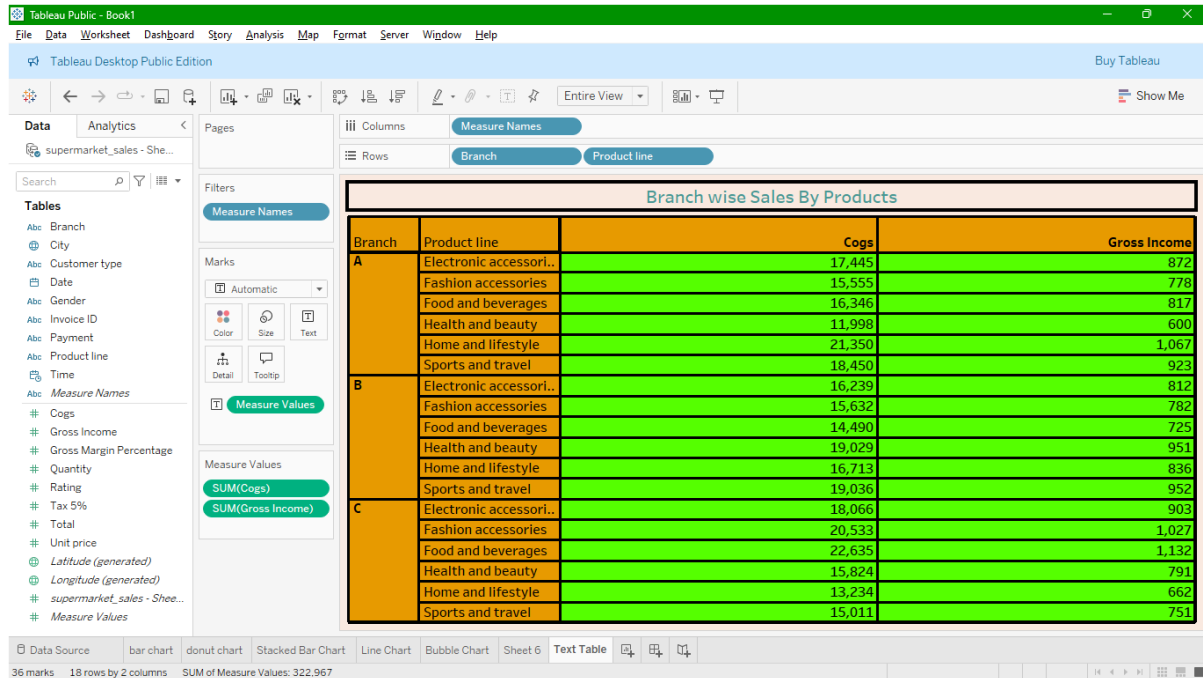 Tableau Public - Book1
File Data Worksheet Dashboard Story Analysis Map Format Server Window Help
Tableau Desktop Public Edition Buy Tableau
Entire View Show Me
Data Analytics Pages Columns Measure Names
supermarket_sales - She... Rows Branch Product line
Search
Filters
Measure Names
Tables
Abc Branch
City
Abc Customer type
Date
Abc Gender
Abc Invoice ID
Abc Payment
Abc Product line
Time
Abc Measure Names
Cogs
Gross Income
Gross Margin Percentage
Quantity
Rating
Tax 5%
Total
Unit price
Latitude (generated)
Longitude (generated)
supermarket_sales - Shee...
Measure Values
Marks
T Automatic
Color Size Text
Detail Tooltip
T Measure Values
Measure Values
SUM(Cogs)
SUM(Gross Income)
Branch wise Sales By Products
Branch Product line Cogs Gross Income
A Electronic accessori.. 17,445 872
Fashion accessories 15,555 778
Food and beverages 16,346 817
Health and beauty 11,998 600
Home and lifestyle 21,350 1,067
Sports and travel 18,450 923
B Electronic accessori.. 16,239 812
Fashion accessories 15,632 782
Food and beverages 14,490 725
Health and beauty 19,029 951
Home and lifestyle 16,713 836
Sports and travel 19,036 952
C Electronic accessori.. 18,066 903
Fashion accessories 20,533 1,027
Food and beverages 22,635 1,132
Health and beauty 15,824 791
Home and lifestyle 13,234 662
Sports and travel 15,011 751
Data Source bar chart donut chart Stacked Bar Chart Line Chart Bubble Chart Sheet 6 Text Table
36 marks 18 rows by 2 columns SUM of Measure Values: 322,967